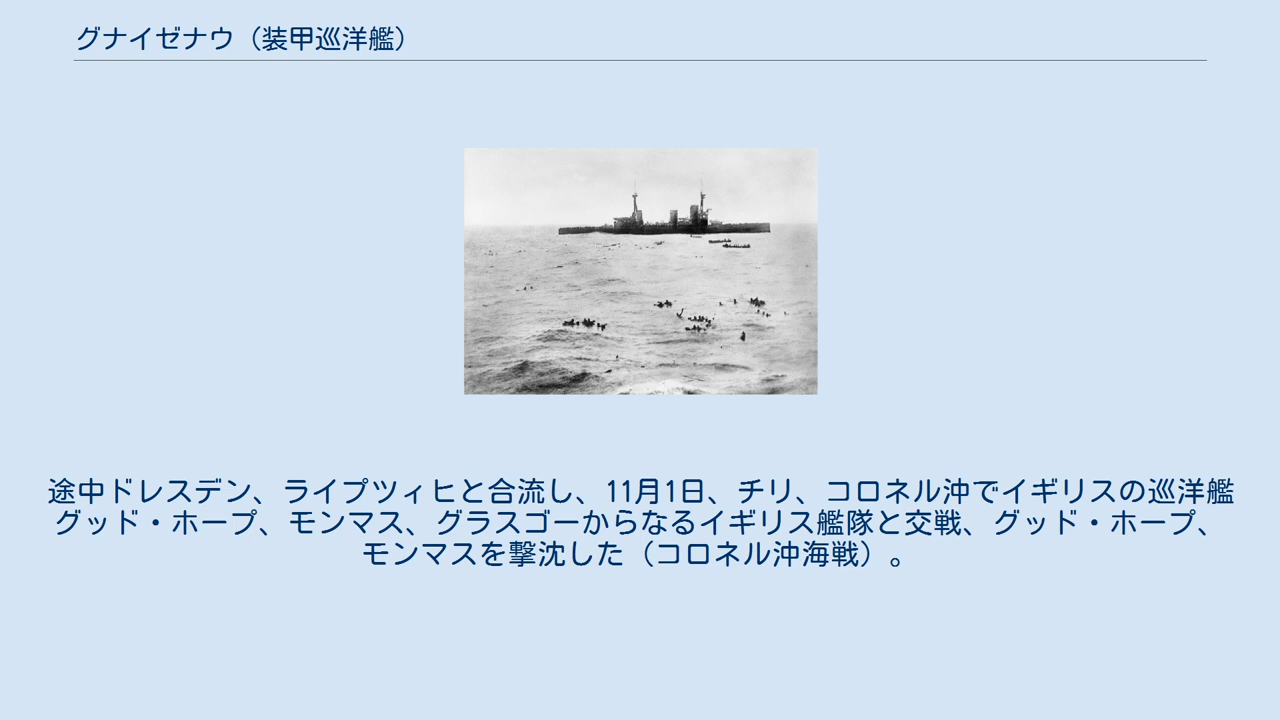 グナイゼナウ（装甲巡洋艦）
途中ドレスデン、ライプツィヒと合流し、11月1日、チリ、コロネル沖でイギリスの巡洋艦
グッド・ホープ、モンマス、グラスゴーからなるイギリス艦隊と交戦、グッド・ホープ、
モンマスを撃沈した（コロネル沖海戦）。